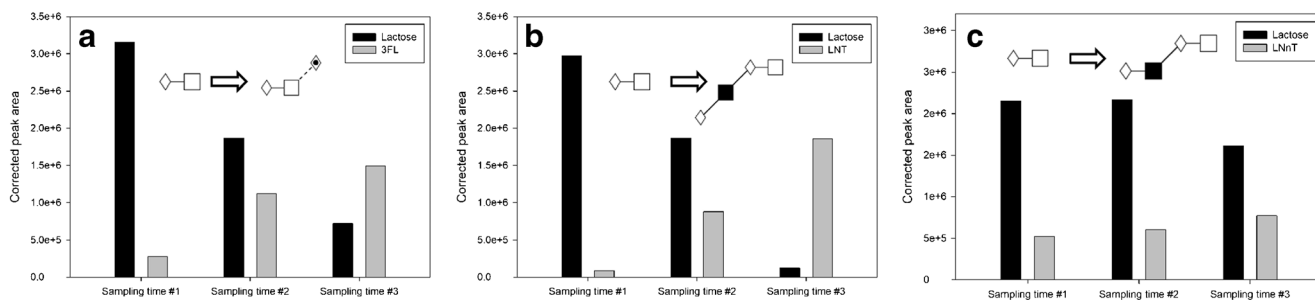 a
Lactose
3FL
3.5e+6
3.0e+6
2.5e+6
2.0e+6
1.5e+6
1.0e+6
5.0e+5
0.0
Corrected peak area
Sampling time #1 Sampling time #2 Sampling time #3
b
Lactose
LNT
3.5e+6
3.0e+6
2.5e+6
2.0e+6
1.5e+6
1.0e+6
5.0e+5
0.0
Corrected peak area
Sampling time #1 Sampling time #2 Sampling time #3
c
Lactose
LNnT
3e+6
3e+6
2e+6
2e+6
1e+6
5e+5
0
Corrected peak area
Sampling time #1 Sampling time #2 Sampling time #3